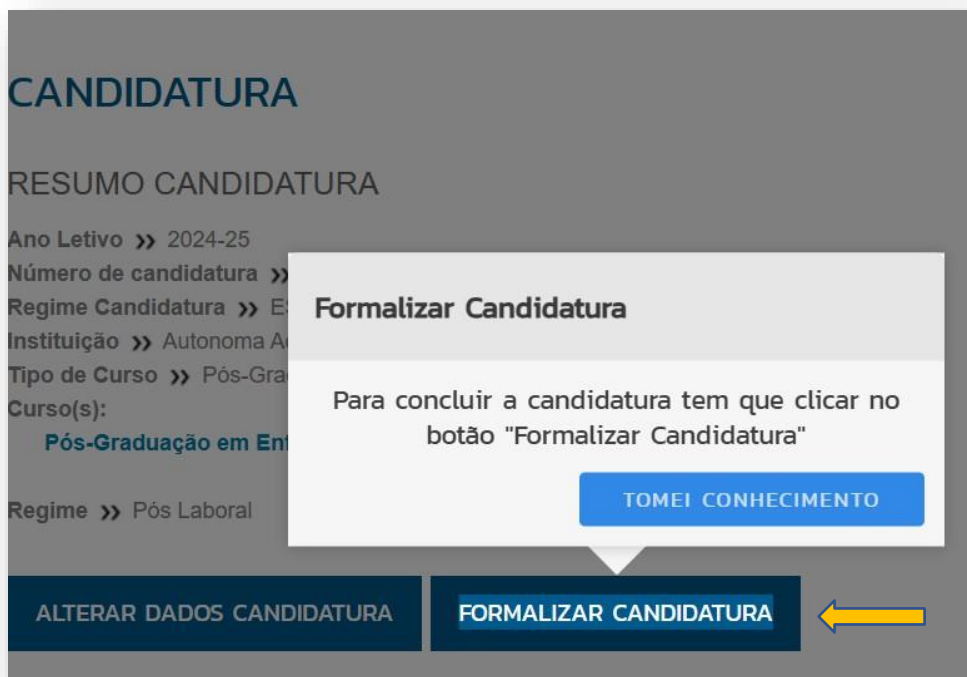 CANDIDATURA
RESUMO CANDIDATURA
Ano Letivo ❯❯ 2024-25
Número de candidatura ❯❯
Regime Candidatura ❯❯
Instituição ❯❯ Autonoma
Tipo de Curso ❯❯
Curso(s):
Pós-Graduação em
Regime ❯❯ Pós Laboral
Formalizar Candidatura
Para concluir a candidatura tem que clicar no
botão "Formalizar Candidatura"
TOMEI CONHECIMENTO
ALTERAR DADOS CANDIDATURA
FORMALIZAR CANDIDATURA